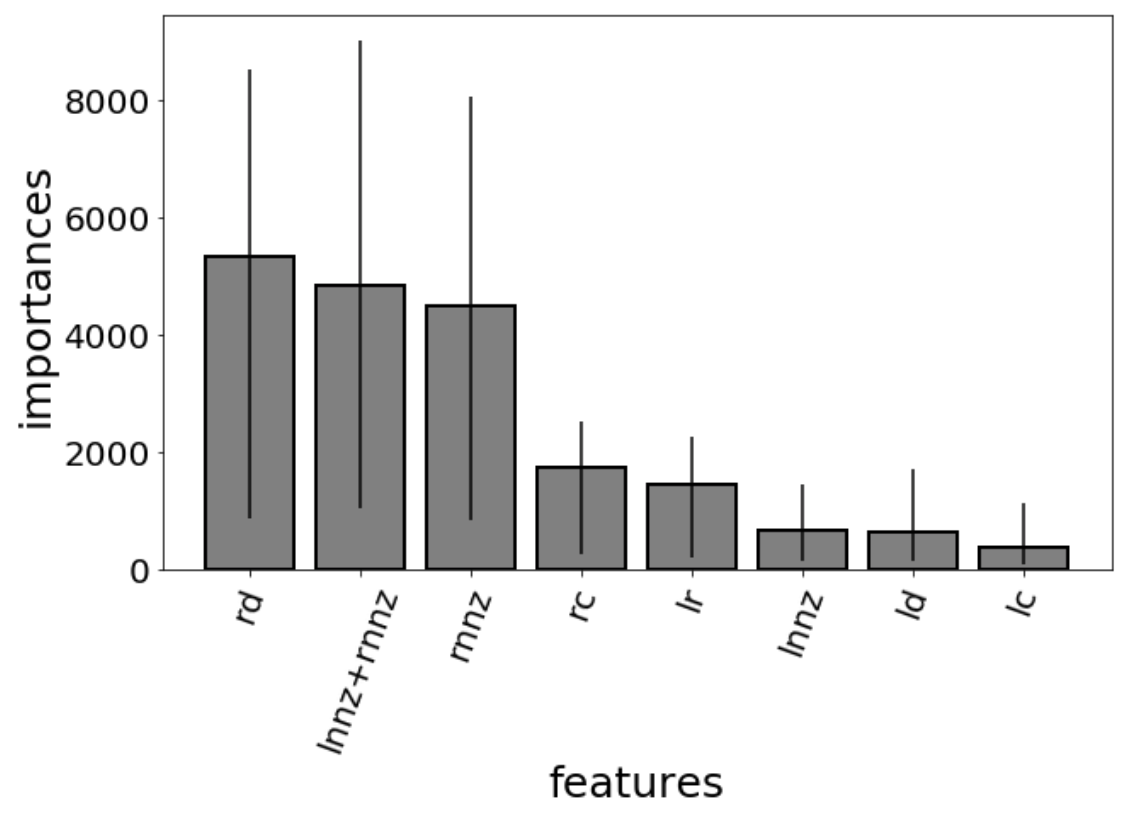 importances
8000
6000
4000
2000
0
rd
lnnz+rnnz
rnnz
rc
lr
lnnz
ld
lc
features